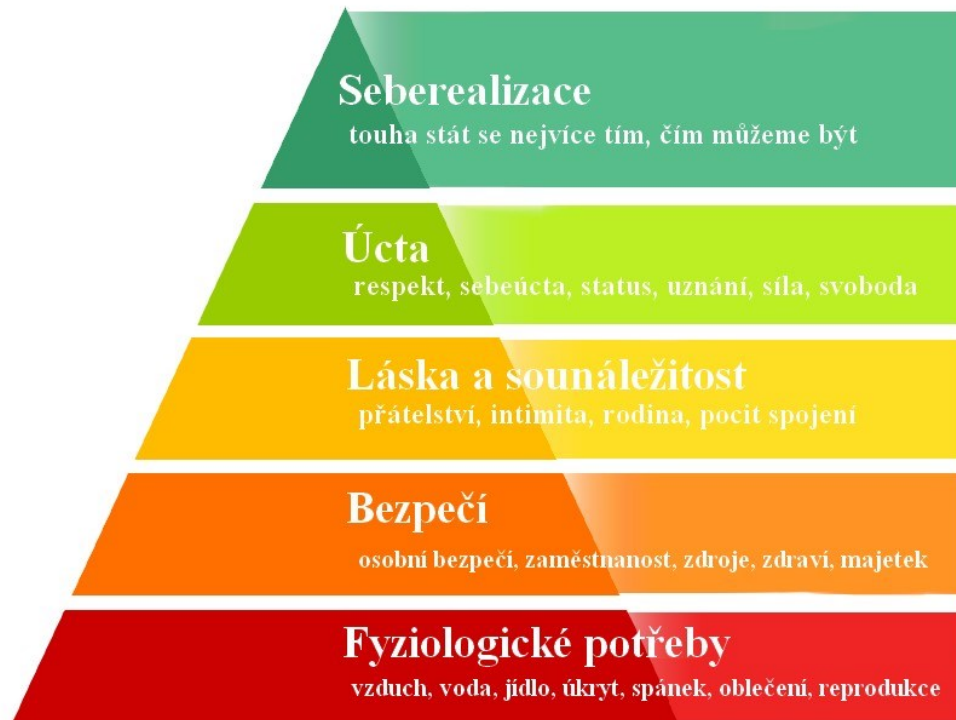 Seberealizace
touha stát se nejvíce tím, čím můžeme být
Úcta
respekt, sebeúcta, status, uznání, síla, svoboda
Láska a sounáležitost
přátelství, intimita, rodina, pocit spojení
Bezpečí
osobní bezpečí, zaměstnanost, zdroje, zdraví, majetek
Fyziologické potřeby
vzduch, voda, jídlo, úkryt, spánek, oblečení, reprodukce